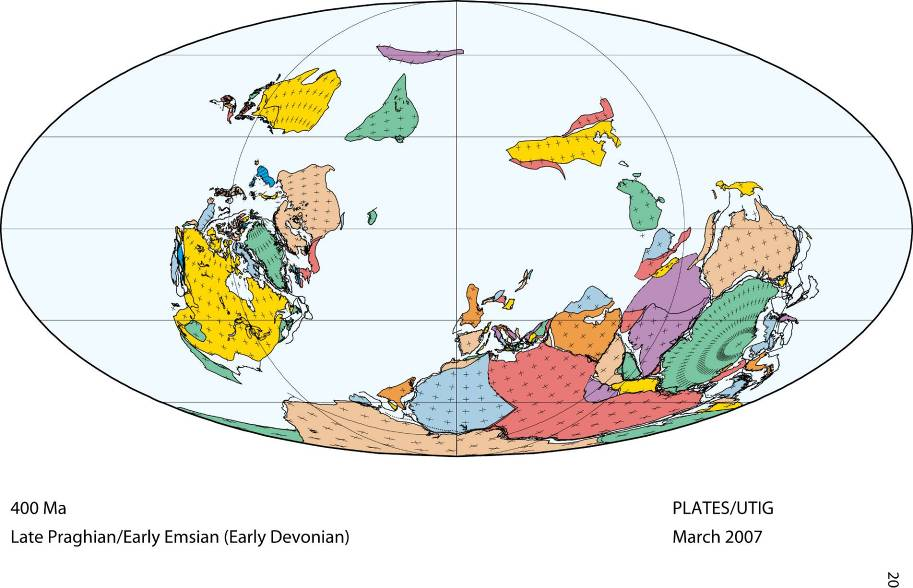 400 Ma
Late Praghian/Early Emsian (Early Devonian)
PLATES/UTIG
March 2007
20